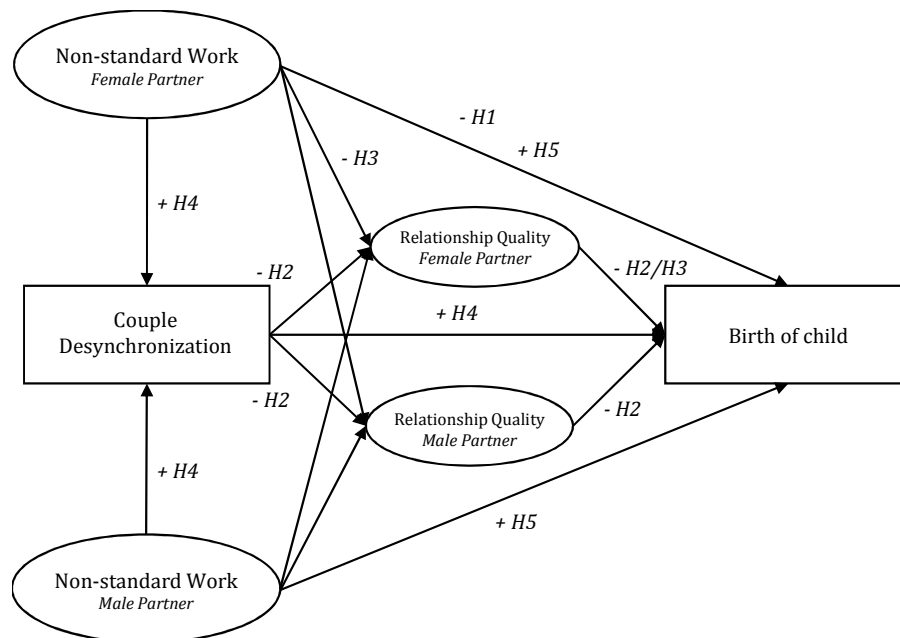 Non-standard Work
Female Partner
- H1
+ H5
- H3
+ H4
Relationship Quality
Female Partner
- H2
- H2/H3
Couple
Desynchronization
+ H4
Birth of child
- H2
Relationship Quality
Male Partner
- H2
+ H4
+ H5
Non-standard Work
Male Partner